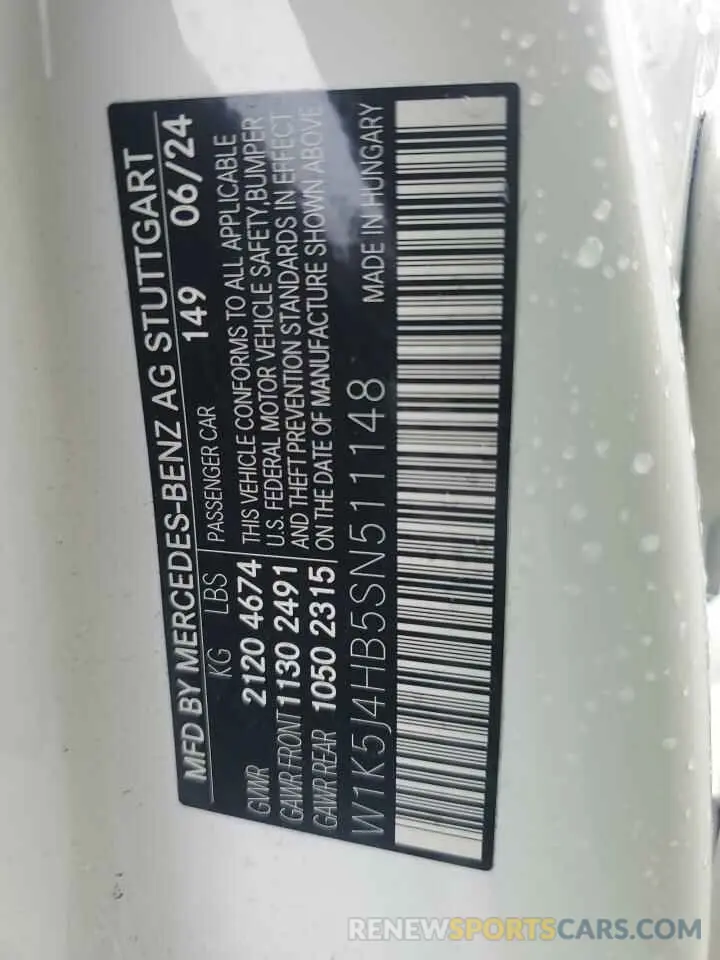 MFD BY MERCEDES-BENZ AG STUTTGART
149 06/24
KG LBS PASSENGER CAR
GVWR 2120 4674 THIS VEHICLE CONFORMS TO ALL APPLICABLE
GAWR FRONT 1130 2491 U.S. FEDERAL MOTOR VEHICLE SAFETY, BUMPER
GAWR REAR 1050 2315 AND THEFT PREVENTION STANDARDS IN EFFECT
ON THE DATE OF MANUFACTURE SHOWN ABOVE
W1K5J4HB5SN511148 MADE IN HUNGARY
RENEWSPORTSCARS.COM